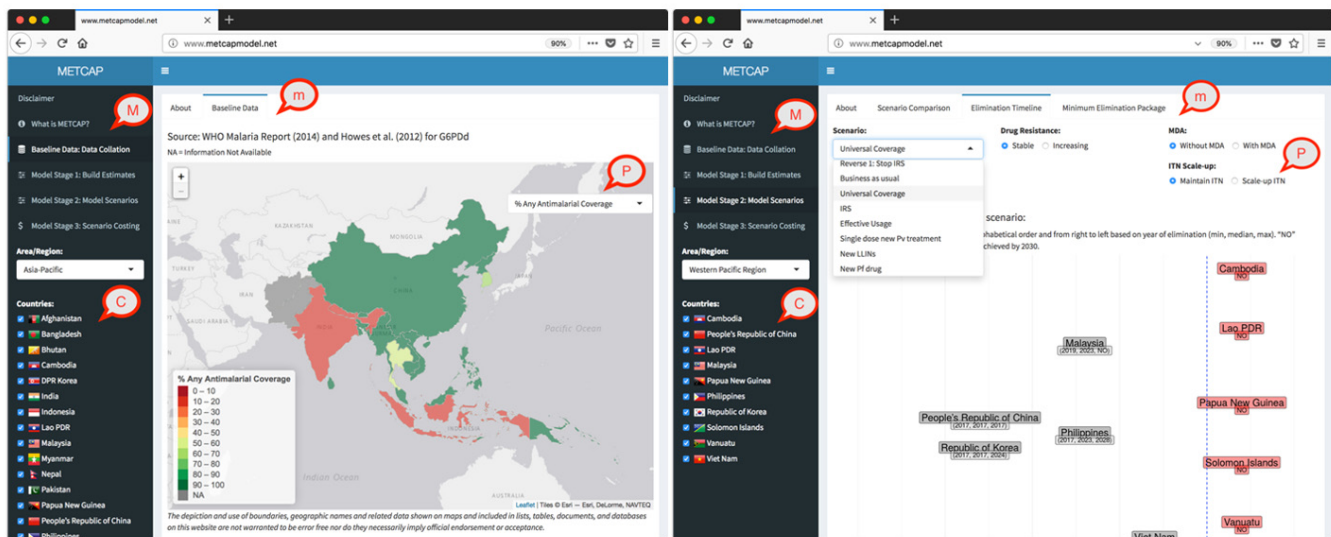 www.metcapmodel.net
www.metcapmodel.net
90%
METCAP
Disclaimer
What is METCAP?
M
Baseline Data: Data Collation
Model Stage 1: Build Estimates
Model Stage 2: Model Scenarios
$ Model Stage 3: Scenario Costing
Area/Region:
Asia-Pacific
Countries:
C
Afghanistan
Bangladesh
Bhutan
Cambodia
DPR Korea
India
Indonesia
Lao PDR
Malaysia
Myanmar
Nepal
Pakistan
Papua New Guinea
People's Republic of China
Philippines
About
Baseline Data
m
Source: WHO Malaria Report (2014) and Howes et al. (2012) for G6PDd
NA = Information Not Available
+
−
P
% Any Antimalarial Coverage
KAZAKHSTAN
MONGOLIA
TURKEY
IRAN
SAUDI ARABIA
CHINA
INDIA
JAPAN
INDONESIA
AUSTRALIA
Pacific Ocean
Indian Ocean
% Any Antimalarial Coverage
0 – 10
10 – 20
20 – 30
30 – 40
40 – 50
50 – 60
60 – 70
70 – 80
80 – 90
90 – 100
NA
Leaflet | Tiles © Esri — Esri, DeLorme, NAVTEQ
The depiction and use of boundaries, geographic names and related data shown on maps and included in lists, tables, documents, and databases
on this website are not warranted to be error free nor do they necessarily imply official endorsement or acceptance.
www.metcapmodel.net
www.metcapmodel.net
90%
METCAP
Disclaimer
What is METCAP?
M
Baseline Data: Data Collation
Model Stage 1: Build Estimates
Model Stage 2: Model Scenarios
$ Model Stage 3: Scenario Costing
Area/Region:
Western Pacific Region
Countries:
C
Cambodia
People's Republic of China
Lao PDR
Malaysia
Papua New Guinea
Philippines
Republic of Korea
Solomon Islands
Vanuatu
Viet Nam
About
Scenario Comparison
Elimination Timeline
Minimum Elimination Package
m
Scenario:
Universal Coverage
Reverse 1: Stop IRS
Business as usual
Universal Coverage
IRS
Effective Usage
Single dose new Pv treatment
New LLINs
New Pf drug
Drug Resistance:
Stable Increasing
MDA:
Without MDA With MDA
P
ITN Scale-up:
Maintain ITN Scale-up ITN
scenario:
phabetical order and from right to left based on year of elimination (min, median, max). "NO"
chieved by 2030.
Cambodia
NO
Lao PDR
NO
Malaysia
(2019, 2023, NO)
Papua New Guinea
NO
People's Republic of China
(2017, 2017, 2017)
Philippines
(2017, 2023, 2028)
Republic of Korea
(2017, 2017, 2024)
Solomon Islands
NO
Vanuatu
NO
Viet Nam